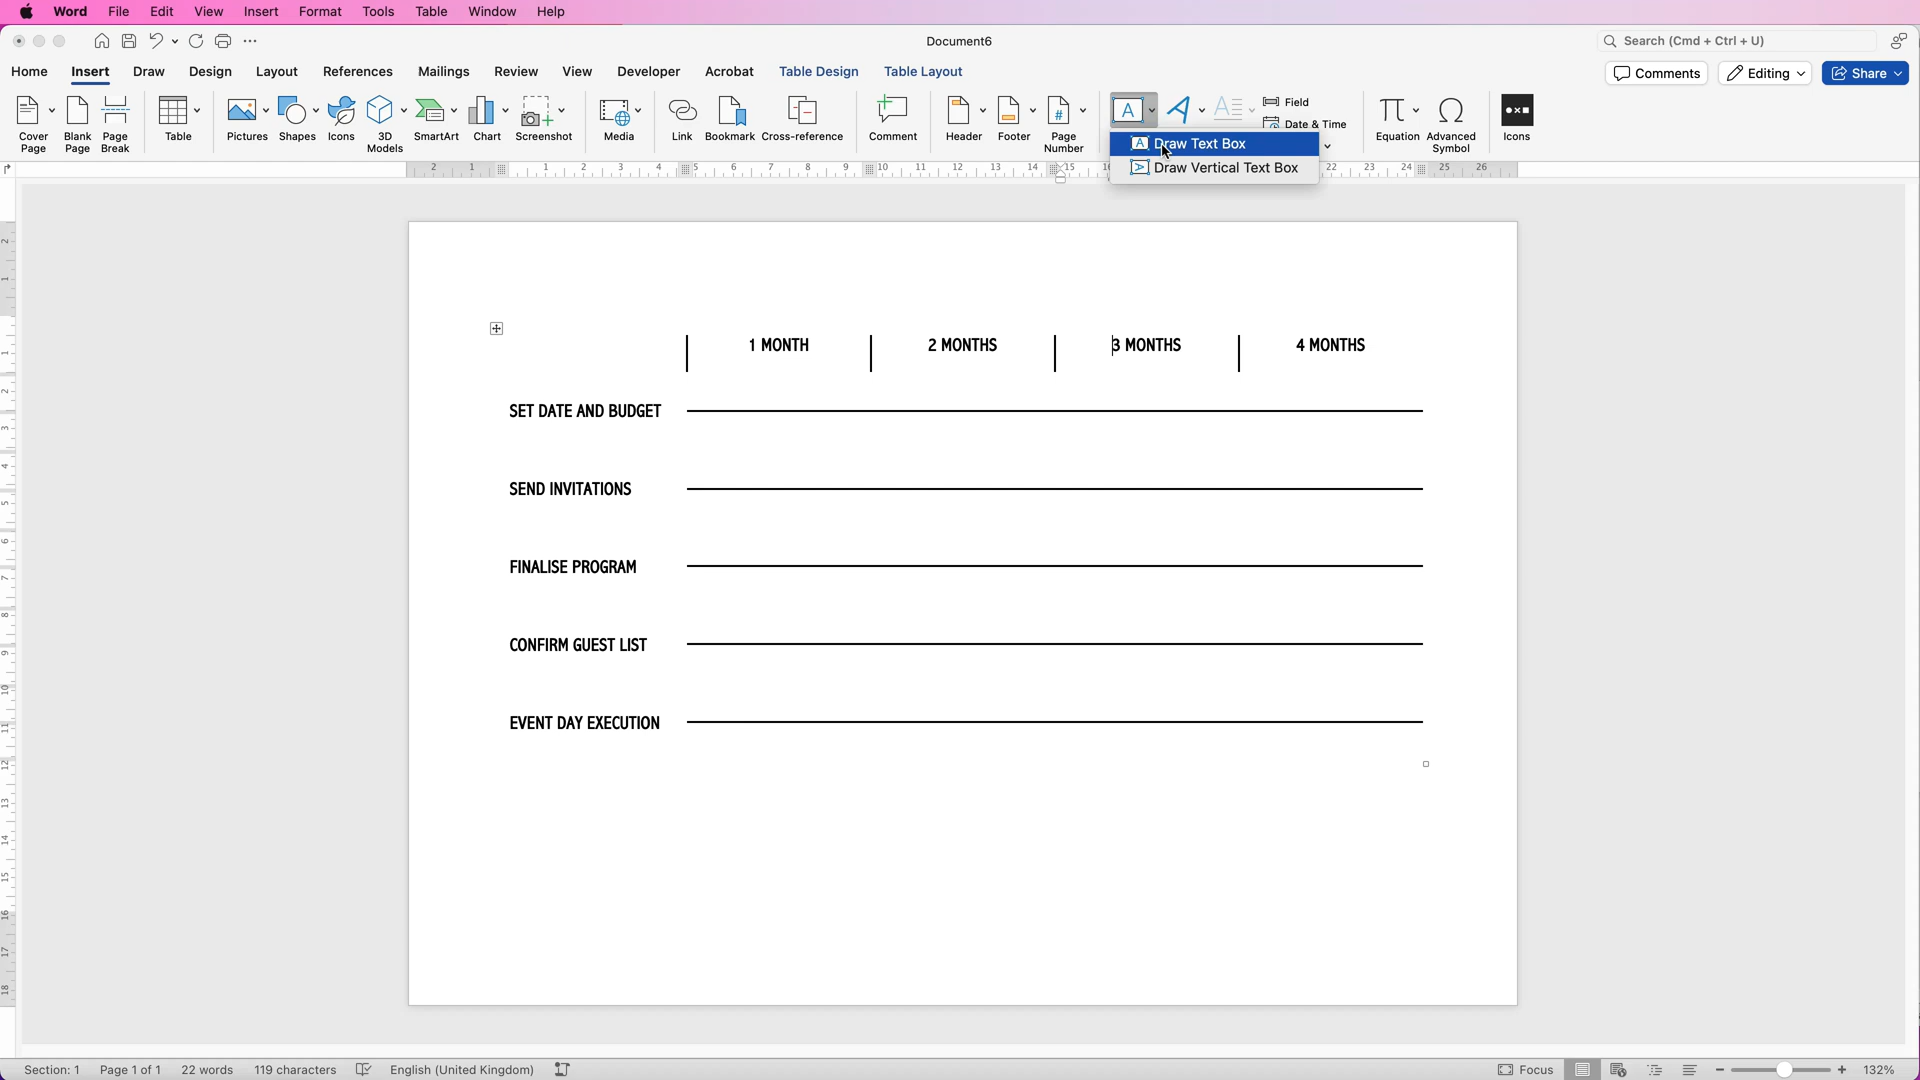 Word File Edit View Insert Format Tools Table Window Help
Document6
Search (Cmd + Ctrl + U)
Home Insert Draw Design Layout References Mailings Review View Developer Acrobat Table Design Table Layout
Comments Editing Share
Cover Page
Blank Page
Page Break
Table
Pictures
Shapes
Icons
3D Models
SmartArt
Chart
Screenshot
Media
Link
Bookmark
Cross-reference
Comment
Header
Footer
Page Number
Field
Date & Time
Equation
Advanced Symbol
Icons
Draw Text Box
Draw Vertical Text Box
1 MONTH 2 MONTHS 3 MONTHS 4 MONTHS
SET DATE AND BUDGET
SEND INVITATIONS
FINALISE PROGRAM
CONFIRM GUEST LIST
EVENT DAY EXECUTION
Section: 1 Page 1 of 1 22 words 119 characters English (United Kingdom) Focus 132%